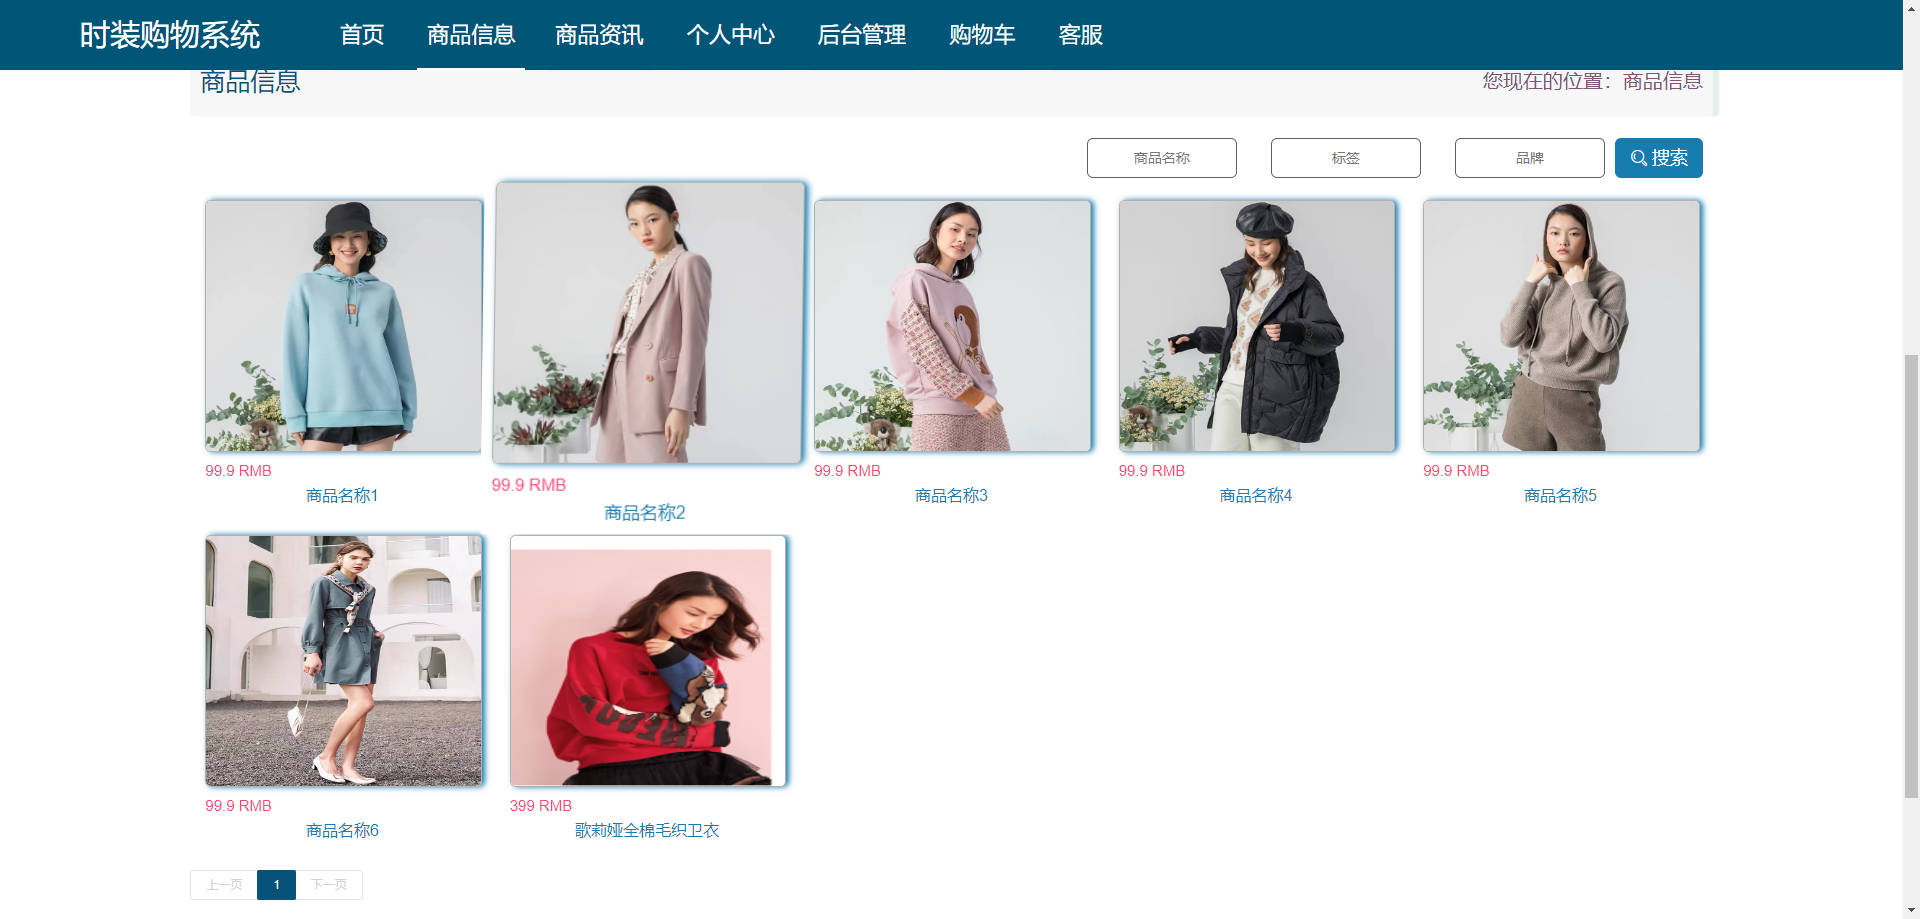 时装购物系统 首页 商品信息 商品资讯 个人中心 后台管理 购物车 客服
商品信息 您现在的位置：商品信息
商品名称 标签 品牌 搜索
99.9 RMB 99.9 RMB 99.9 RMB 99.9 RMB 99.9 RMB
商品名称1 商品名称2 商品名称3 商品名称4 商品名称5
99.9 RMB 399 RMB
商品名称6 歌莉娅全棉毛织卫衣
上一页 1 下一页